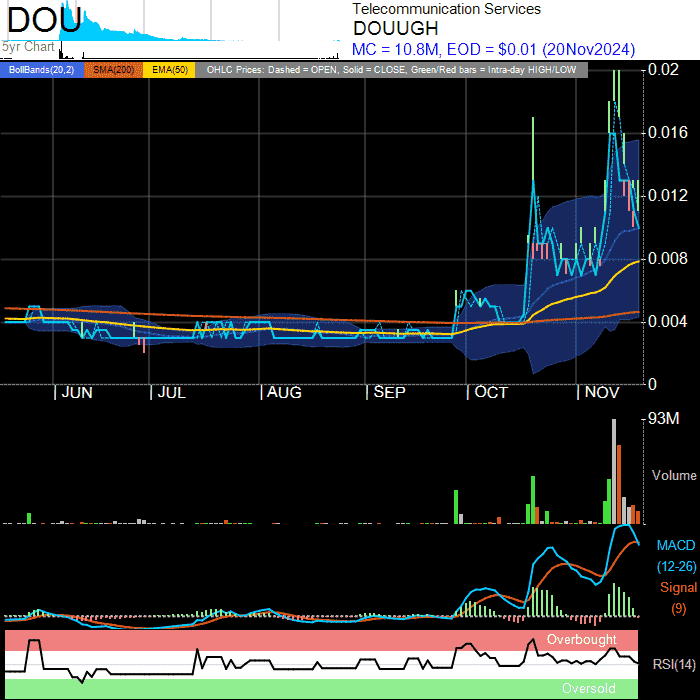 DOU
5yr Chart
Telecommunication Services
DOUUGH
MC = 10.8M, EOD = $0.01 (20Nov2024)
BollBands(20,2) SMA(200) EMA(50) OHLC Prices: Dashed = OPEN, Solid = CLOSE, Green/Red bars = Intra-day HIGH/LOW
0.02
0.016
0.012
0.008
0.004
0
JUN JUL AUG SEP OCT NOV
93M
Volume
MACD
(12-26)
Signal
(9)
Overbought
RSI(14)
Oversold